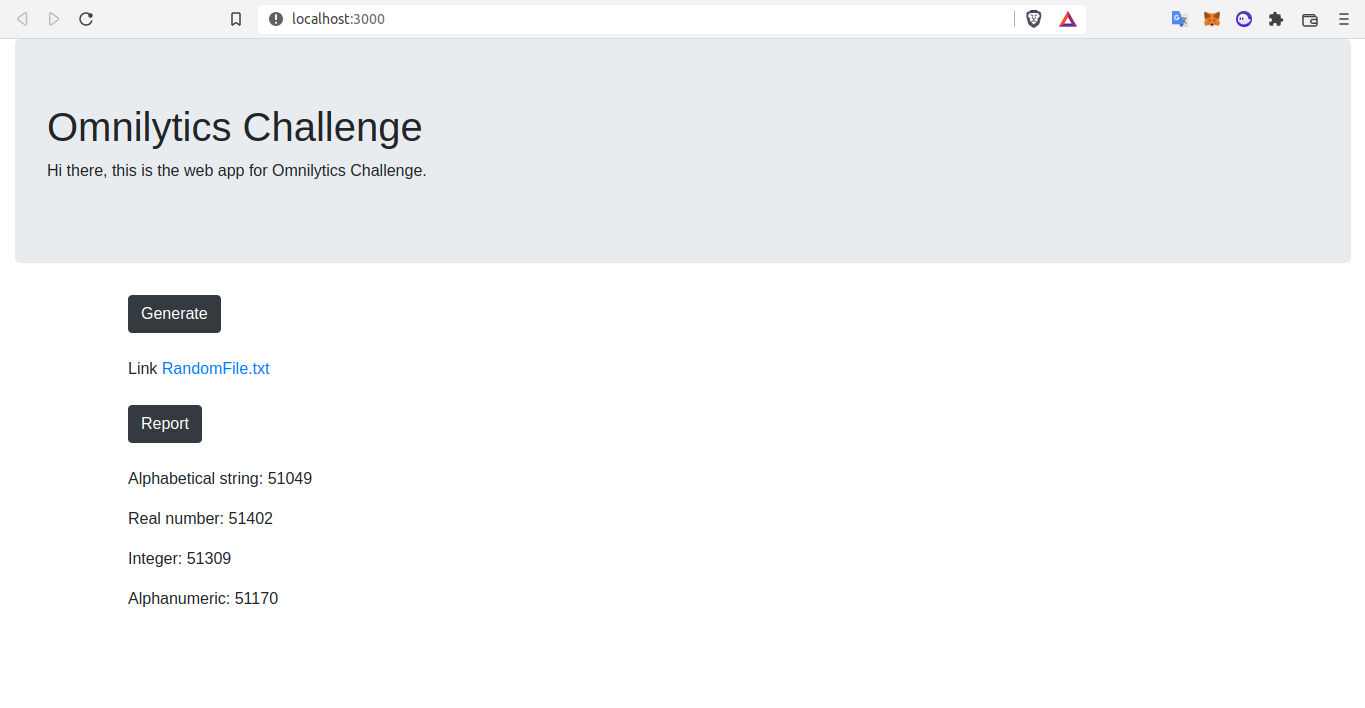 localhost:3000
Omnilytics Challenge
Hi there, this is the web app for Omnilytics Challenge.
Generate
Link RandomFile.txt
Report
Alphabetical string: 51049
Real number: 51402
Integer: 51309
Alphanumeric: 51170